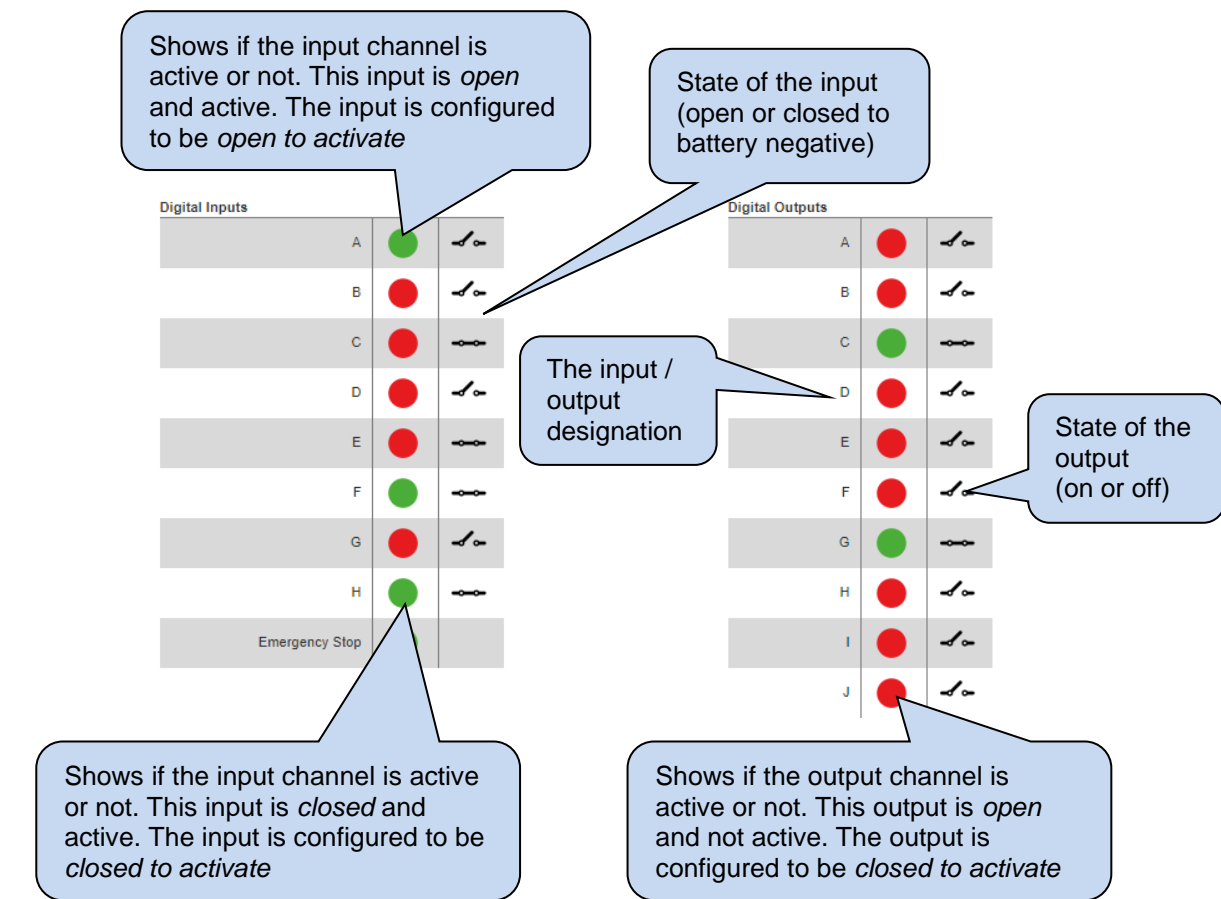 Shows if the input channel is
active or not. This input is open
and active. The input is configured
to be open to activate
State of the input
(open or closed to
battery negative)
Digital Inputs
A
B
C
D
E
F
G
H
Emergency Stop
The input /
output
designation
Digital Outputs
A
B
C
D
E
F
G
H
I
J
State of the
output
(on or off)
Shows if the input channel is active
or not. This input is closed and
active. The input is configured to be
closed to activate
Shows if the output channel is
active or not. This output is open
and not active. The output is
configured to be closed to activate